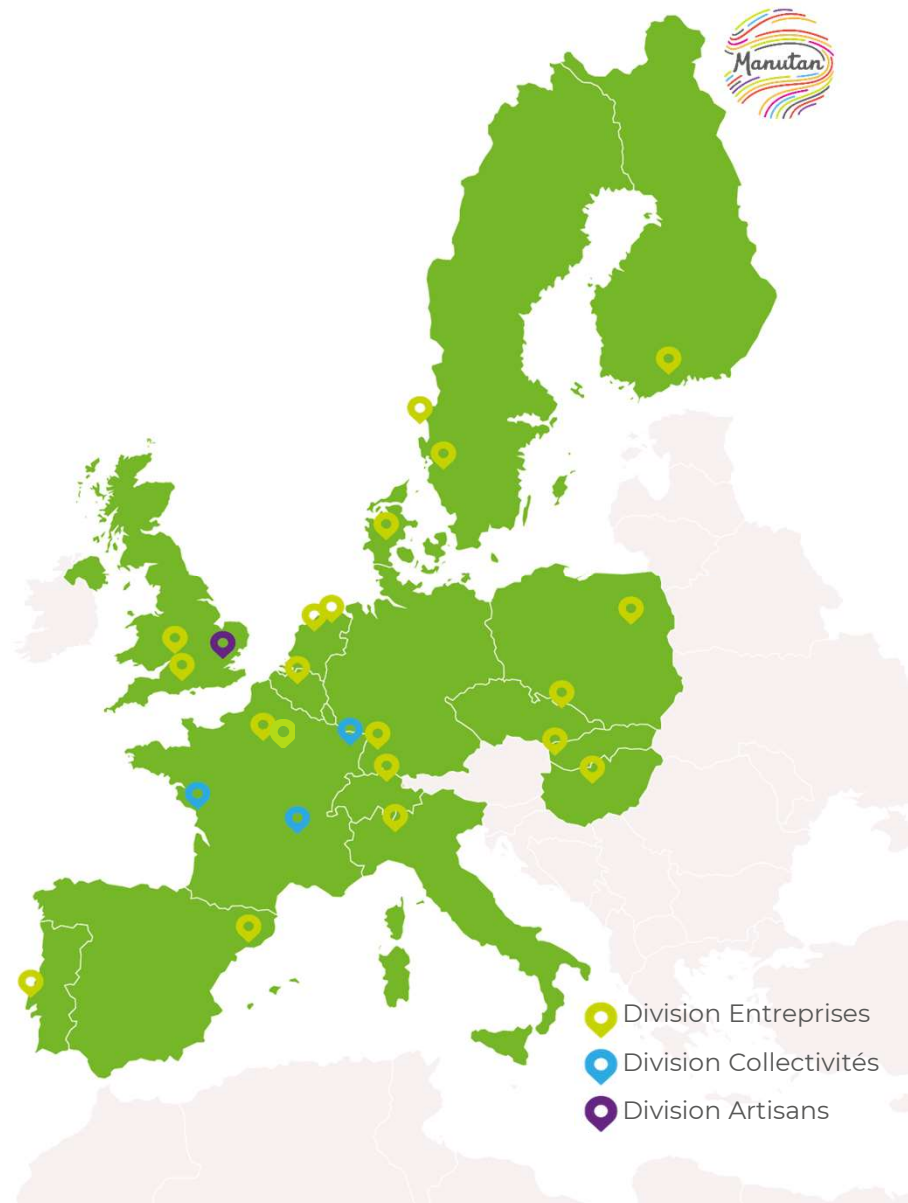 Manutan
Division Entreprises
Division Collectivités
Division Artisans